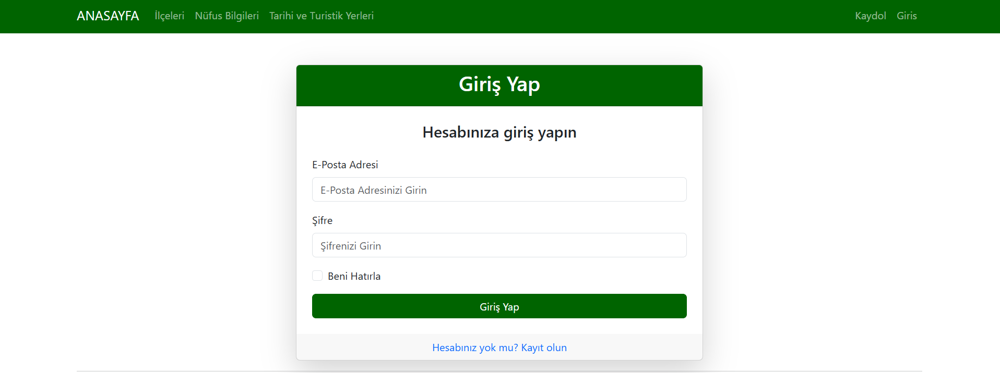 ANASAYFA İlçeleri Nüfus Bilgileri Tarihi ve Turistik Yerleri Kaydol Giris
Giriş Yap
Hesabınıza giriş yapın
E-Posta Adresi
E-Posta Adresinizi Girin
Şifre
Şifrenizi Girin
Beni Hatırla
Giriş Yap
Hesabınız yok mu? Kayıt olun